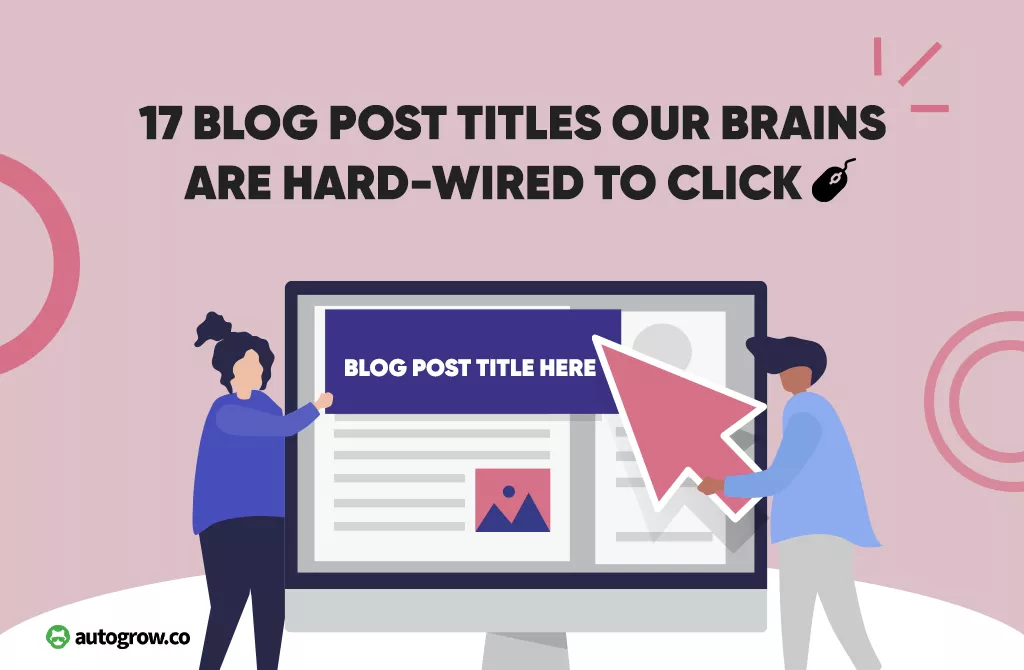 17 BLOG POST TITLES OUR BRAINS
ARE HARD-WIRED TO CLICK
BLOG POST TITLE HERE
autogrow.co